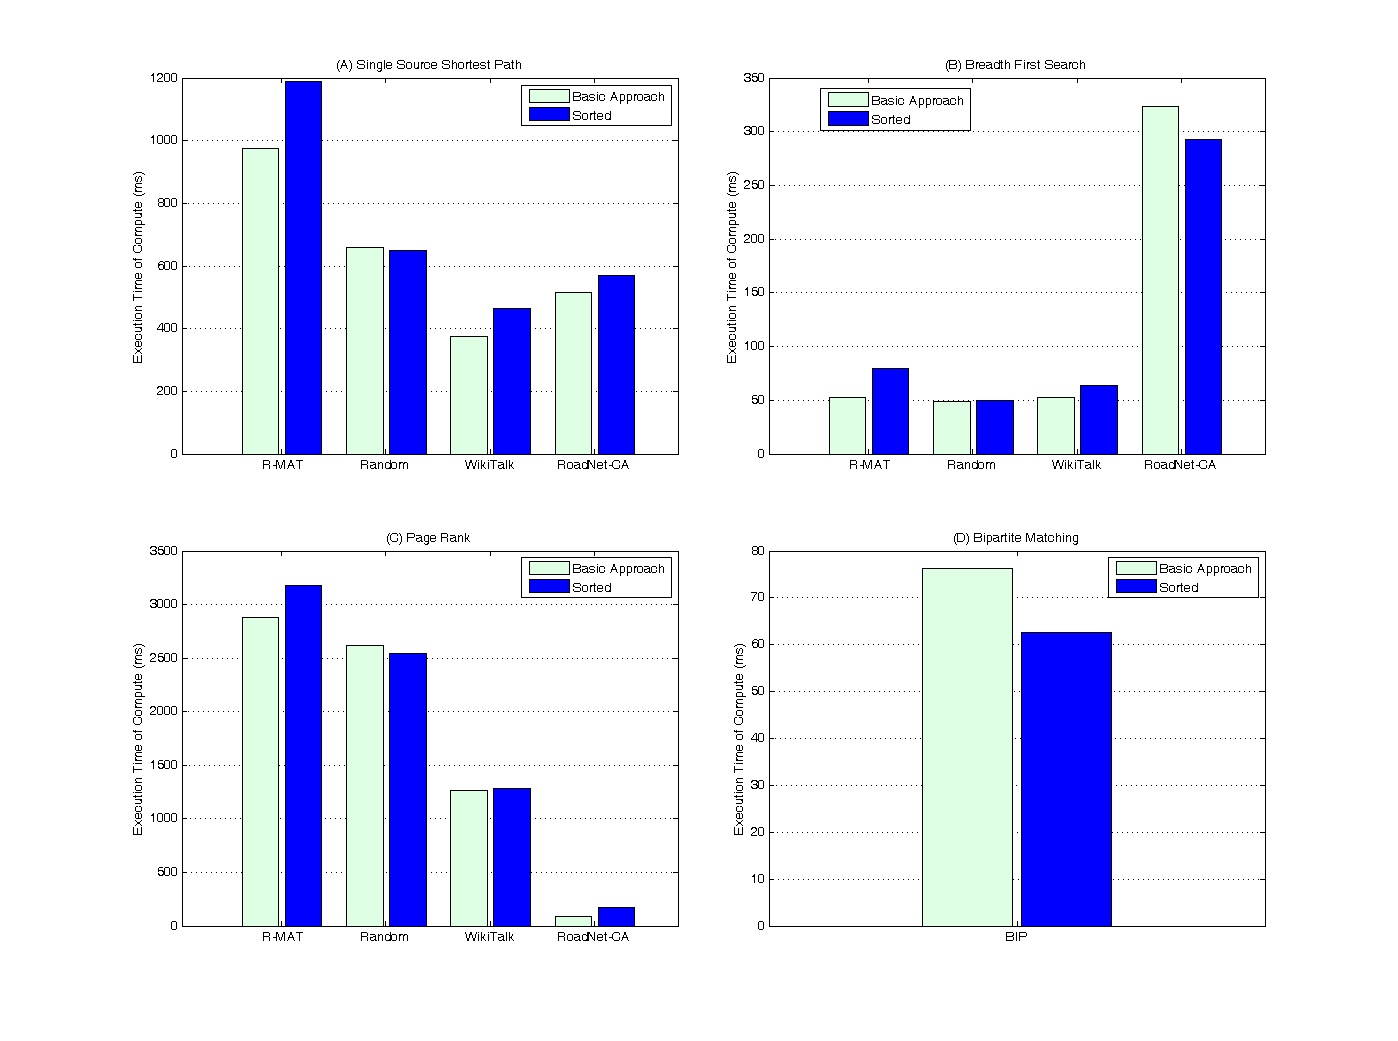 (A) Single Source Shortest Path
1200
1000
800
600
400
200
0
Execution Time of Compute (ms)
Basic Approach
Sorted
R-MAT Random WikiTalk RoadNet-CA
(B) Breadth First Search
350
300
250
200
150
100
50
0
Execution Time of Compute (ms)
Basic Approach
Sorted
R-MAT Random WikiTalk RoadNet-CA
(C) Page Rank
3500
3000
2500
2000
1500
1000
500
0
Execution Time of Compute (ms)
Basic Approach
Sorted
R-MAT Random WikiTalk RoadNet-CA
(D) Bipartite Matching
80
70
60
50
40
30
20
10
0
Execution Time of Compute (ms)
Basic Approach
Sorted
BIP